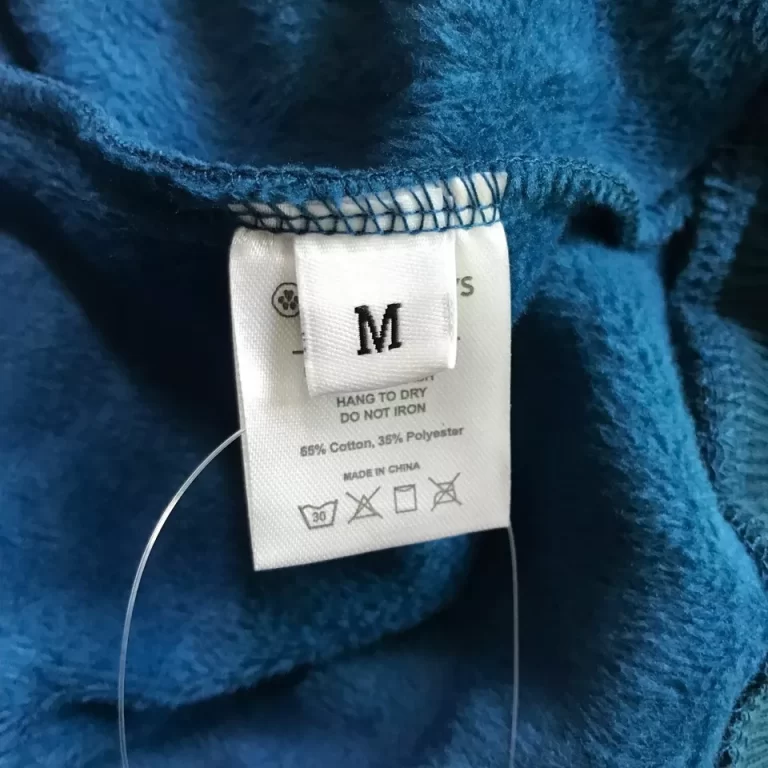 M
HANG TO DRY
DO NOT IRON
65% Cotton, 35% Polyester
MADE IN CHINA
30